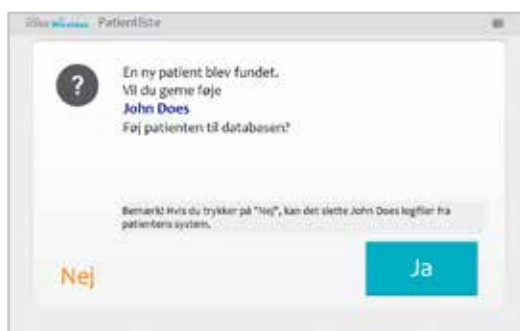 Patientliste
?
En ny patient blev fundet.
Vil du gerne føje
John Does
Føj patienten til databasen?
Bemærk! Hvis du trykker på "Nej", kan det slette John Does logfiler fra
patientens system.
Nej
Ja